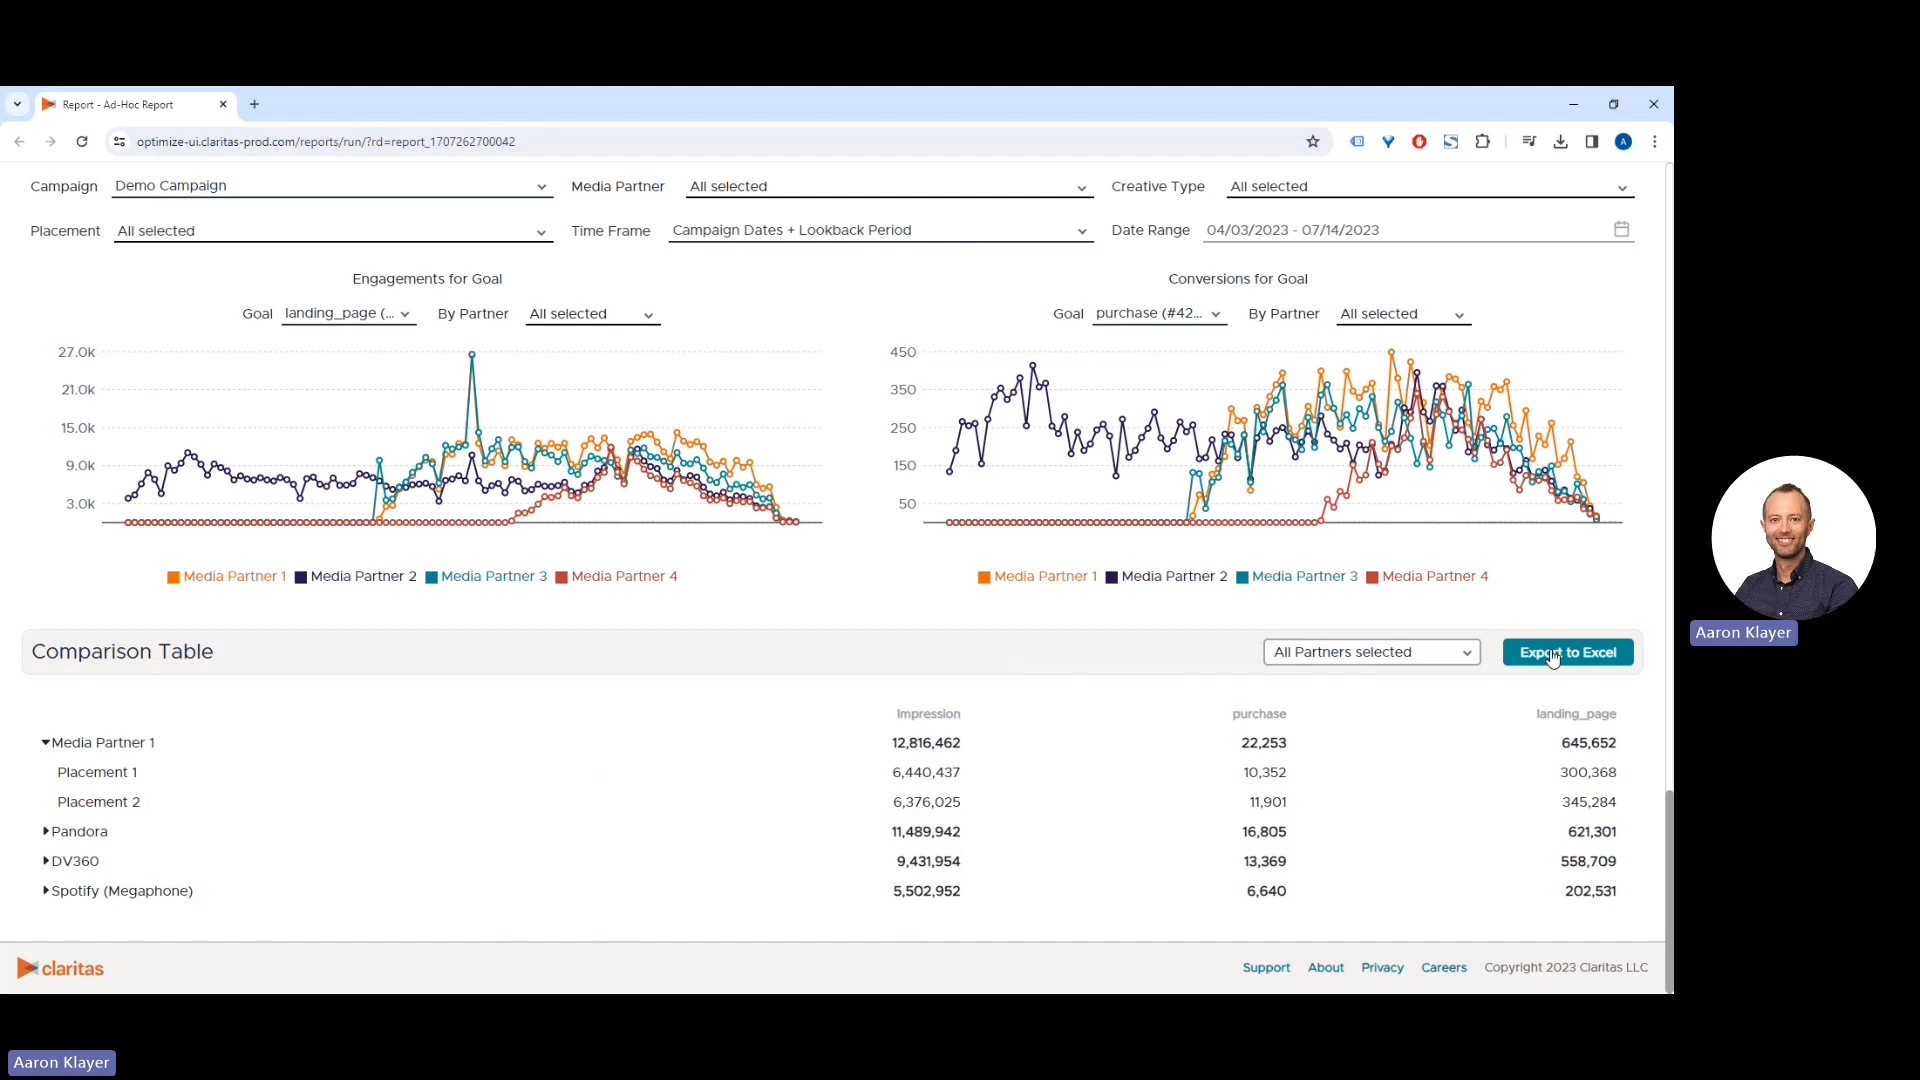 Report - Ad-Hoc Report
optimize-ui.claritas-prod.com/reports/run/?rd=report_1707262700042
A
Campaign Demo Campaign Media Partner All selected Creative Type All selected
Placement All selected Time Frame Campaign Dates + Lookback Period Date Range 04/03/2023 - 07/14/2023
Engagements for Goal
Goal landing_page (... By Partner All selected
27.0k
21.0k
15.0k
9.0k
3.0k
Media Partner 1 Media Partner 2 Media Partner 3 Media Partner 4
Conversions for Goal
Goal purchase (#42... By Partner All selected
450
350
250
150
50
Media Partner 1 Media Partner 2 Media Partner 3 Media Partner 4
Comparison Table All Partners selected Export to Excel
Impression purchase landing_page
Media Partner 1 12,816,462 22,253 645,652
Placement 1 6,440,437 10,352 300,368
Placement 2 6,376,025 11,901 345,284
Pandora 11,489,942 16,805 621,301
DV360 9,431,954 13,369 558,709
Spotify (Megaphone) 5,502,952 6,640 202,531
claritas Support About Privacy Careers Copyright 2023 Claritas LLC
Aaron Klayer
Aaron Klayer